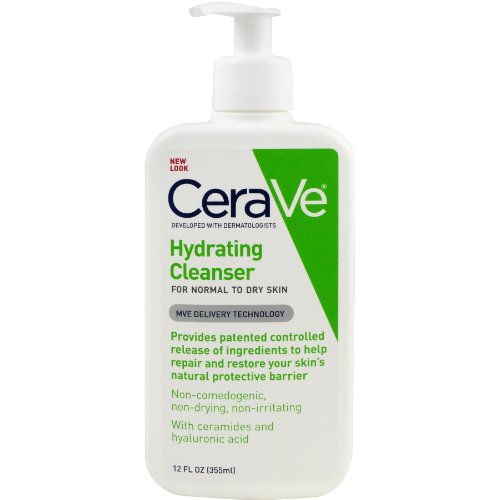 NEW
LOOK
CeraVe®
DEVELOPED WITH DERMATOLOGISTS
Hydrating
Cleanser
FOR NORMAL TO DRY SKIN
MVE DELIVERY TECHNOLOGY
Provides patented controlled
release of ingredients to help
repair and restore your skin's
natural protective barrier
Non-comedogenic,
non-drying, non-irritating
With ceramides and
hyaluronic acid
12 FL OZ (355ml)